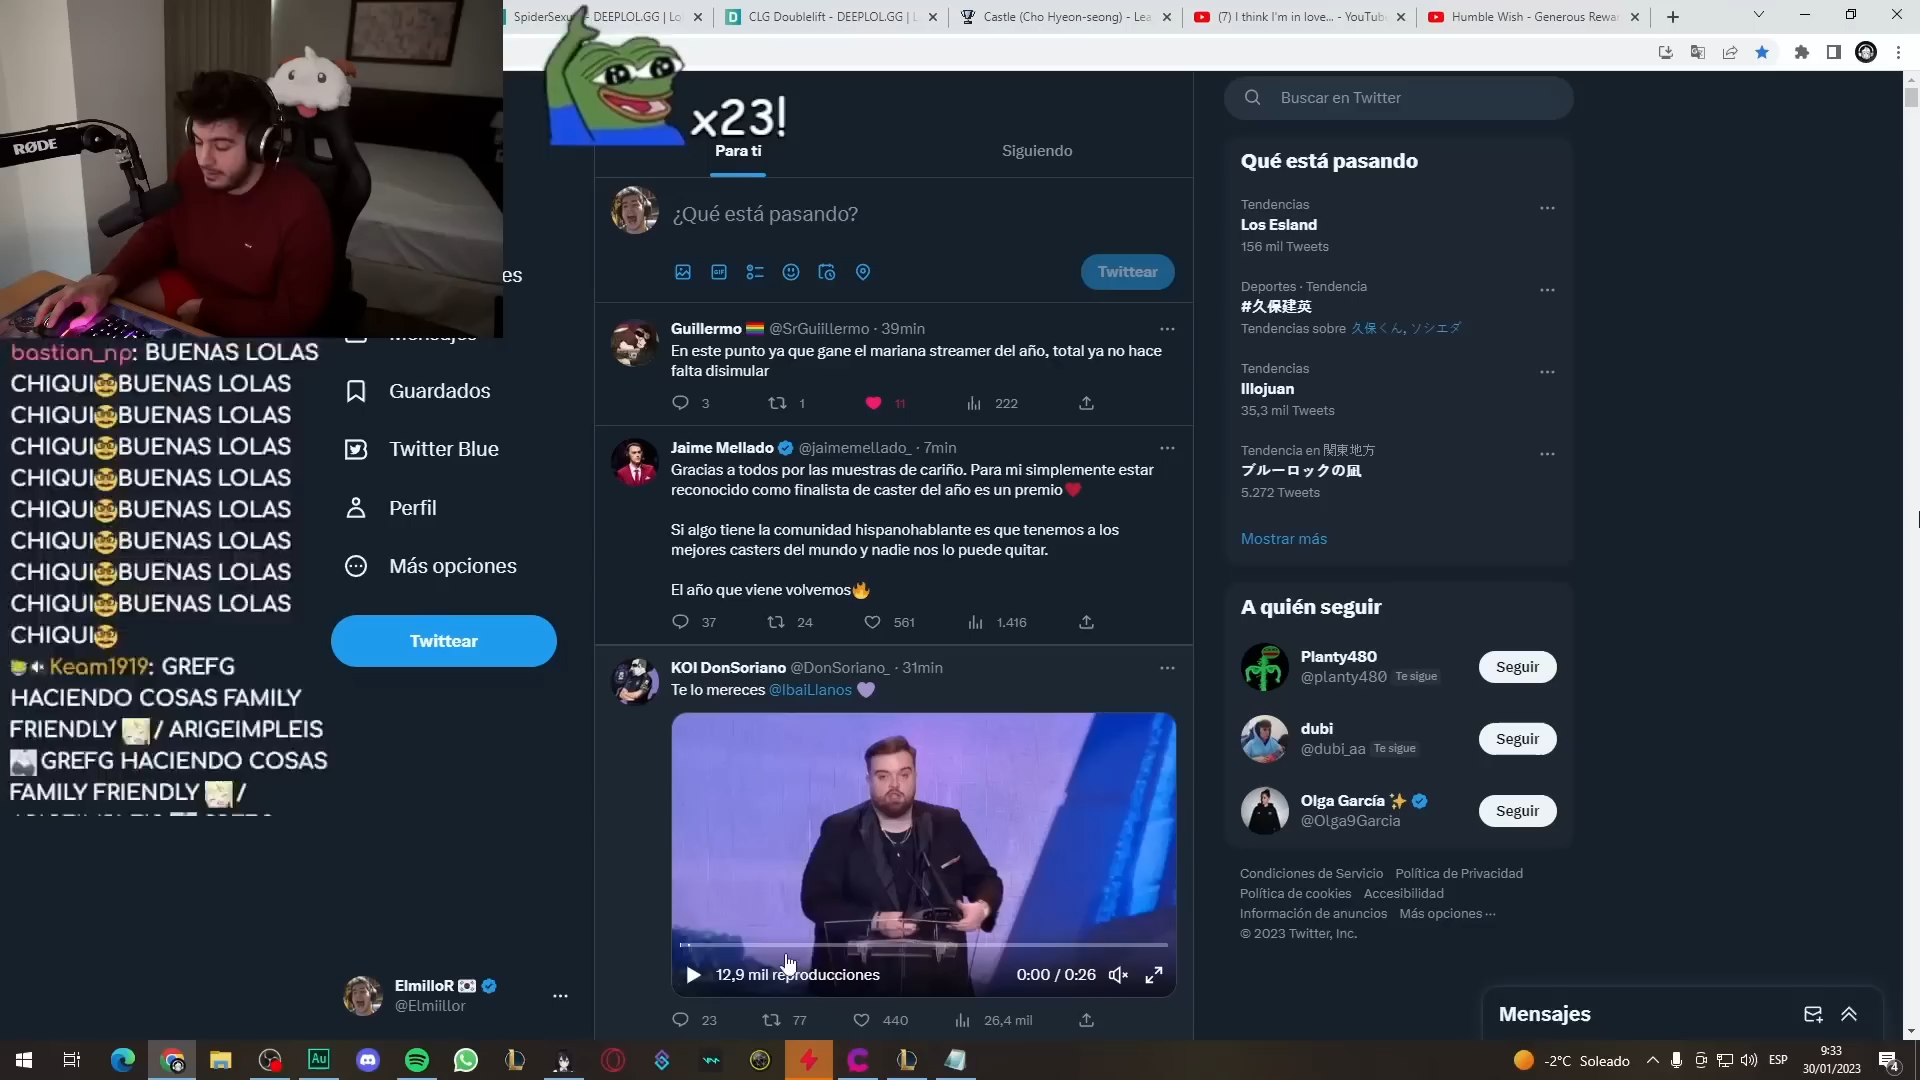 SpiderSexu - DEEPLOL.GG | Lo
CLG Doublelift - DEEPLOL.GG | L
Castle (Cho Hyeon-seong) - Lea
(7) I think I'm in love... - YouTub
Humble Wish - Generous Rewa
RØDE
x23!
Para ti
Siguiendo
¿Qué está pasando?
Twittear
Guillermo 🏳️‍🌈 @SrGuiillermo · 39min
En este punto ya que gane el mariana streamer del año, total ya no hace
falta disimular
3
1
11
222
Jaime Mellado @jaimemellado_ · 7min
Gracias a todos por las muestras de cariño. Para mi simplemente estar
reconocido como finalista de caster del año es un premio❤️
Si algo tiene la comunidad hispanohablante es que tenemos a los
mejores casters del mundo y nadie nos lo puede quitar.
El año que viene volvemos🔥
37
24
561
1.416
KOI DonSoriano @DonSoriano_ · 31min
Te lo mereces @IbaiLlanos 💜
12,9 mil reproducciones
0:00 / 0:26
23
77
440
26,4 mil
es
Mensajes
Guardados
Twitter Blue
Perfil
Más opciones
Twittear
ElmilloR 🇰🇷
@Elmiillor
bastian_np: BUENAS LOLAS
CHIQUI🤓BUENAS LOLAS
CHIQUI🤓BUENAS LOLAS
CHIQUI🤓BUENAS LOLAS
CHIQUI🤓BUENAS LOLAS
CHIQUI🤓BUENAS LOLAS
CHIQUI🤓BUENAS LOLAS
CHIQUI🤓BUENAS LOLAS
CHIQUI🤓BUENAS LOLAS
CHIQUI🤓
Keam1919: GREFG
HACIENDO COSAS FAMILY
FRIENDLY / ARIGEIMPLEIS
GREFG HACIENDO COSAS
FAMILY FRIENDLY /
Buscar en Twitter
Qué está pasando
Tendencias
Los Esland
156 mil Tweets
Deportes · Tendencia
#久保建英
Tendencias sobre 久保くん, ソシエダ
Tendencias
Illojuan
35,3 mil Tweets
Tendencia en 関東地方
ブルーロックの凪
5.272 Tweets
Mostrar más
A quién seguir
Planty480
@planty480 Te sigue
Seguir
dubi
@dubi_aa Te sigue
Seguir
Olga García ✨
@Olga9Garcia
Seguir
Condiciones de Servicio Política de Privacidad
Política de cookies Accesibilidad
Información de anuncios Más opciones ···
© 2023 Twitter, Inc.
Mensajes
-2°C Soleado
ESP
9:33
30/01/2023
4